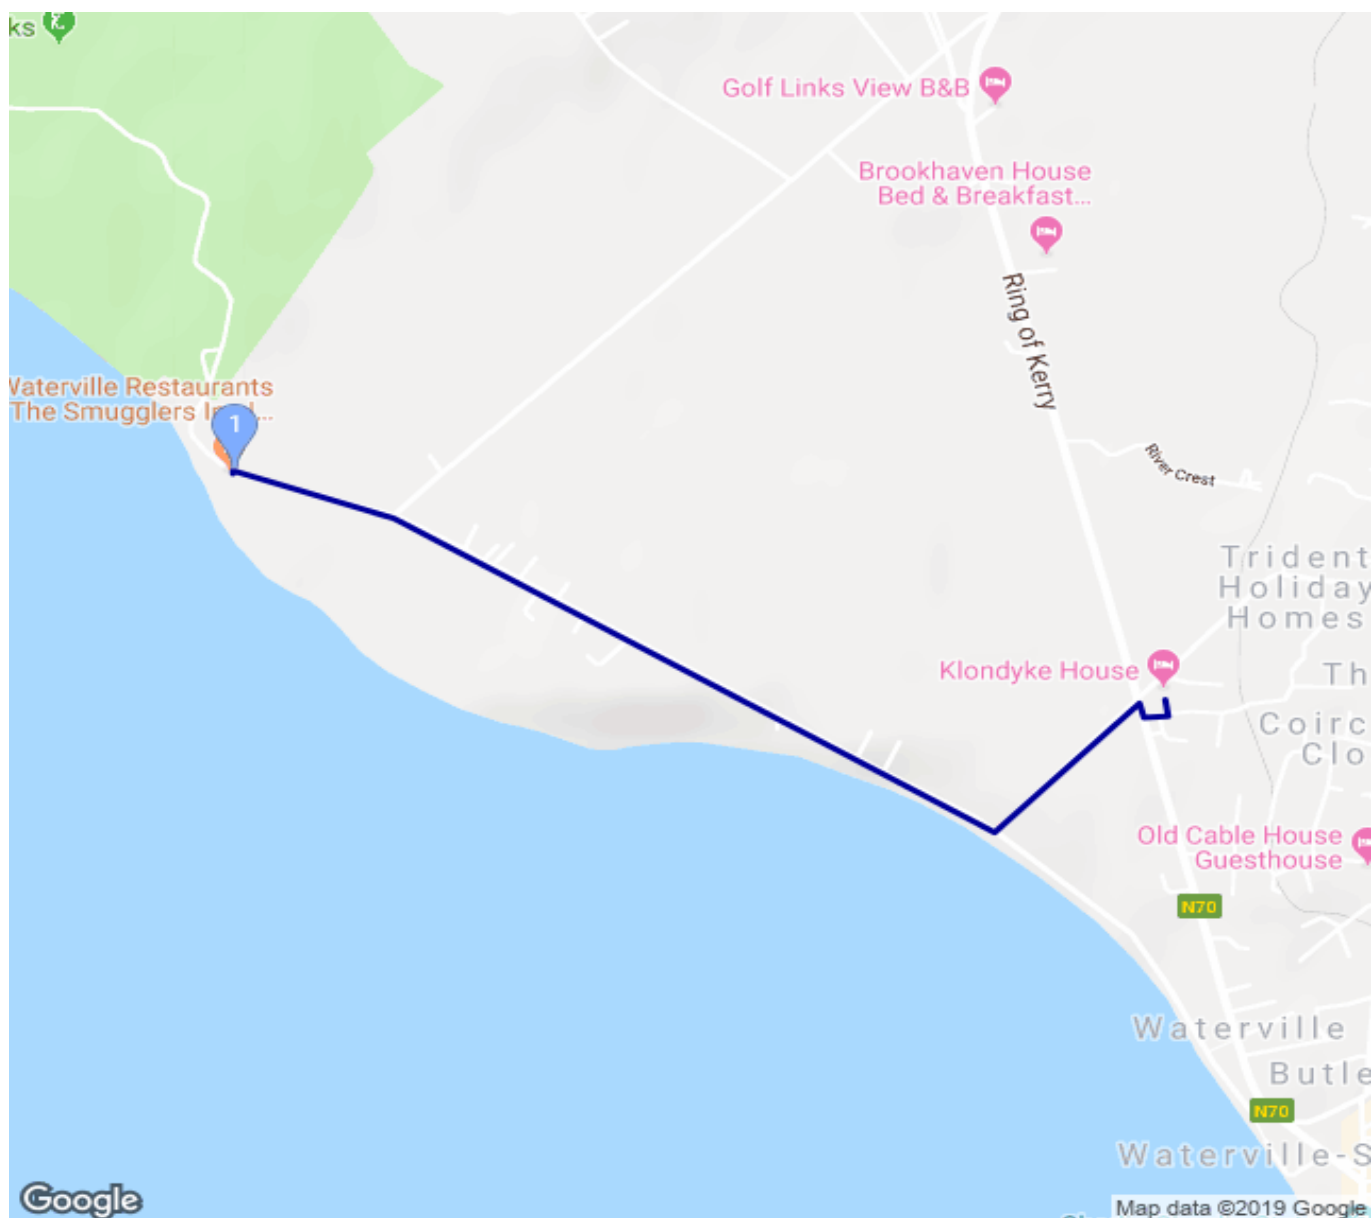 ks
Golf Links View B&B
Brookhaven House
Bed & Breakfast...
Ring of Kerry
Waterville Restaurants
The Smugglers In
1
River Crest
Trident
Holiday
Homes
Klondyke House
Th
Coirc
Clo
Old Cable House
Guesthouse
N70
Waterville
Butle
N70
Waterville-S
Google
Map data ©2019 Google